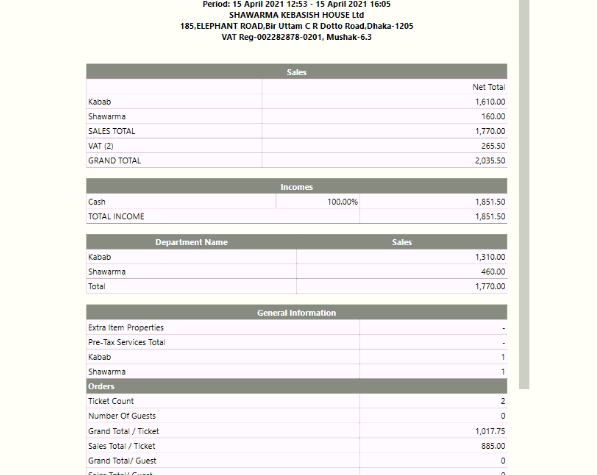 Period: 15 April 2021 12:53 - 15 April 2021 16:05
SHAWARMA KEBASISH HOUSE Ltd
185,ELEPHANT ROAD,Bir Uttam C R Dotto Road,Dhaka-1205
VAT Reg-002282878-0201, Mushak-6.3
Sales
Net Total
Kabab 1,610.00
Shawarma 160.00
SALES TOTAL 1,770.00
VAT (2) 265.50
GRAND TOTAL 2,035.50
Incomes
Cash 100.00% 1,851.50
TOTAL INCOME 1,851.50
Department Name Sales
Kabab 1,310.00
Shawarma 460.00
Total 1,770.00
General Information
Extra Item Properties -
Pre-Tax Services Total -
Kabab 1
Shawarma 1
Orders
Ticket Count 2
Number Of Guests 0
Grand Total / Ticket 1,017.75
Sales Total / Ticket 885.00
Grand Total/ Guest 0
Sales Total/ Guest 0